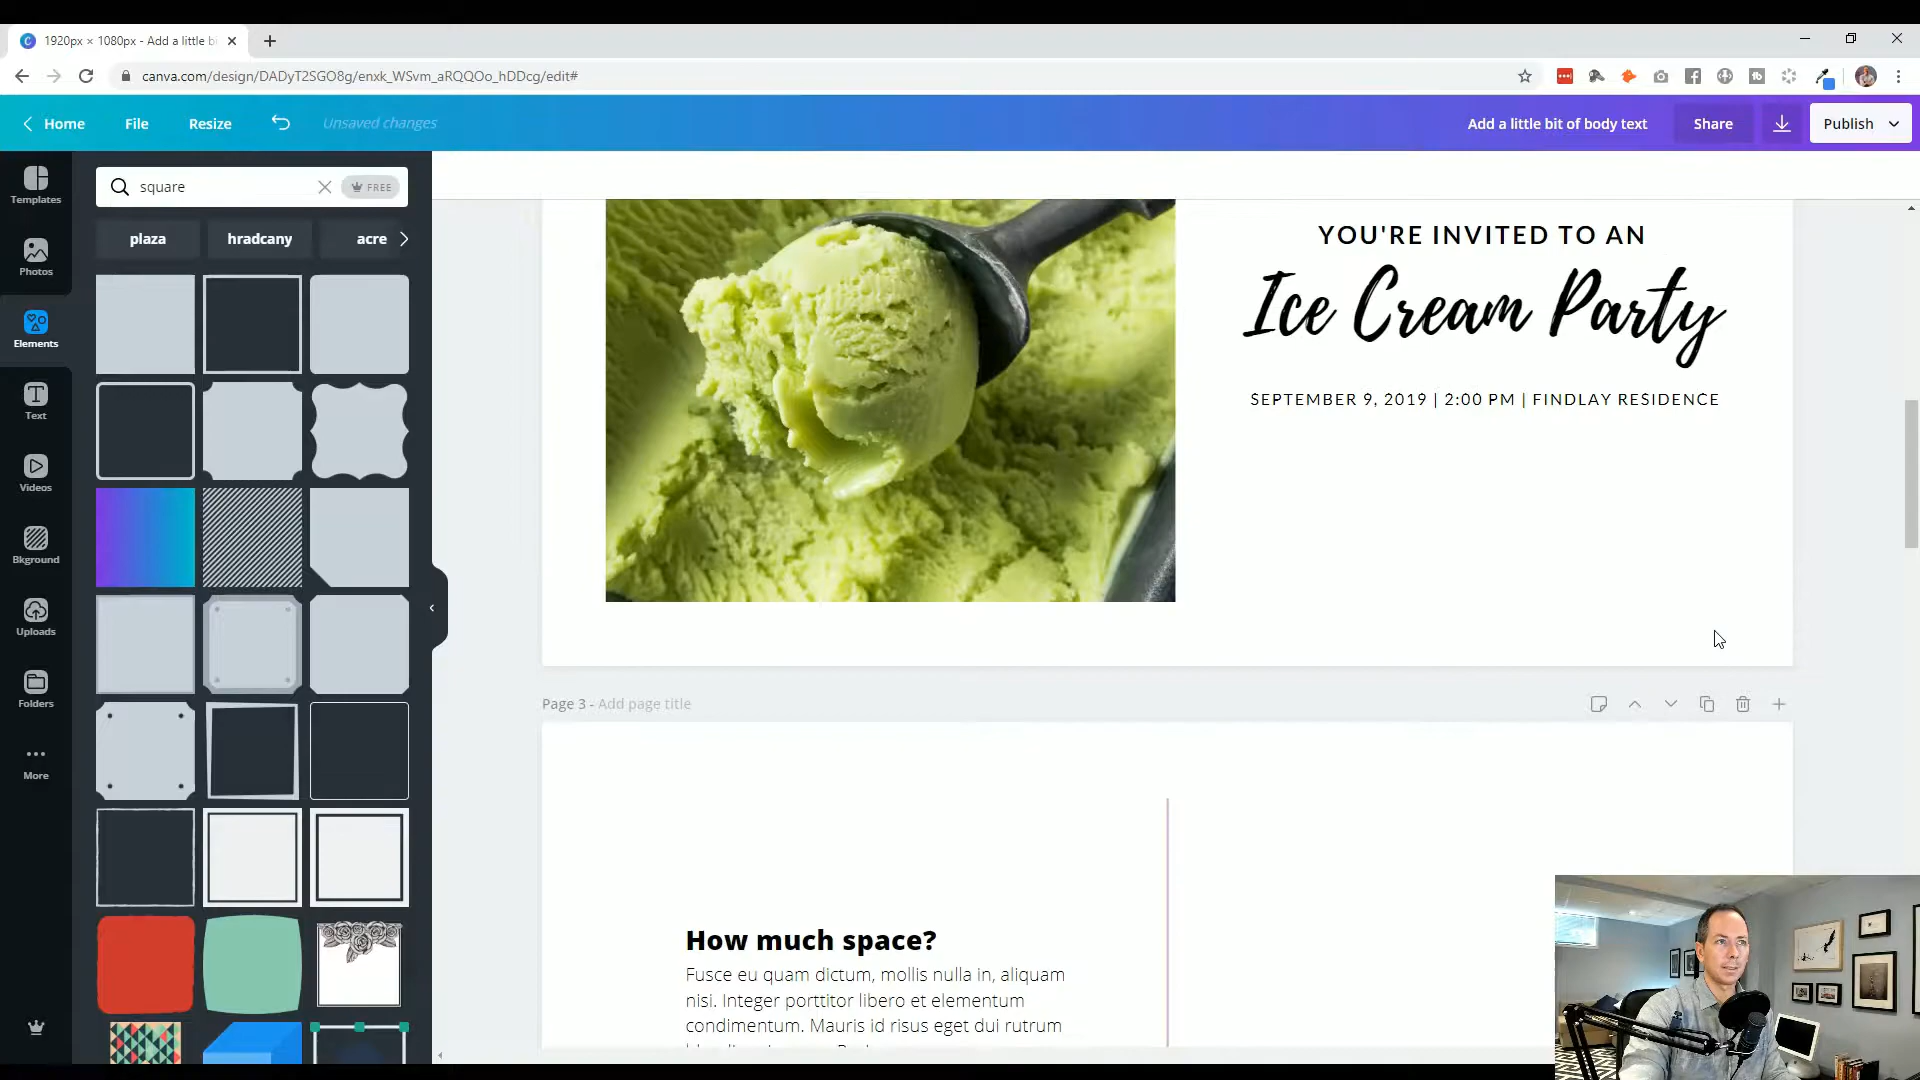 1920px × 1080px - Add a little bi
canva.com/design/DADyT2SGO8g/enxk_WSvm_aRQQOo_hDDcg/edit#
Home
File
Resize
Unsaved changes
Add a little bit of body text
Share
Publish
Templates
Photos
Elements
Text
Videos
Bkground
Uploads
Folders
More
square
FREE
plaza
hradcany
acre
YOU'RE INVITED TO AN
Ice Cream Party
SEPTEMBER 9, 2019 | 2:00 PM | FINDLAY RESIDENCE
Page 3 - Add page title
How much space?
Fusce eu quam dictum, mollis nulla in, aliquam
nisi. Integer porttitor libero et elementum
condimentum. Mauris id risus eget dui rutrum